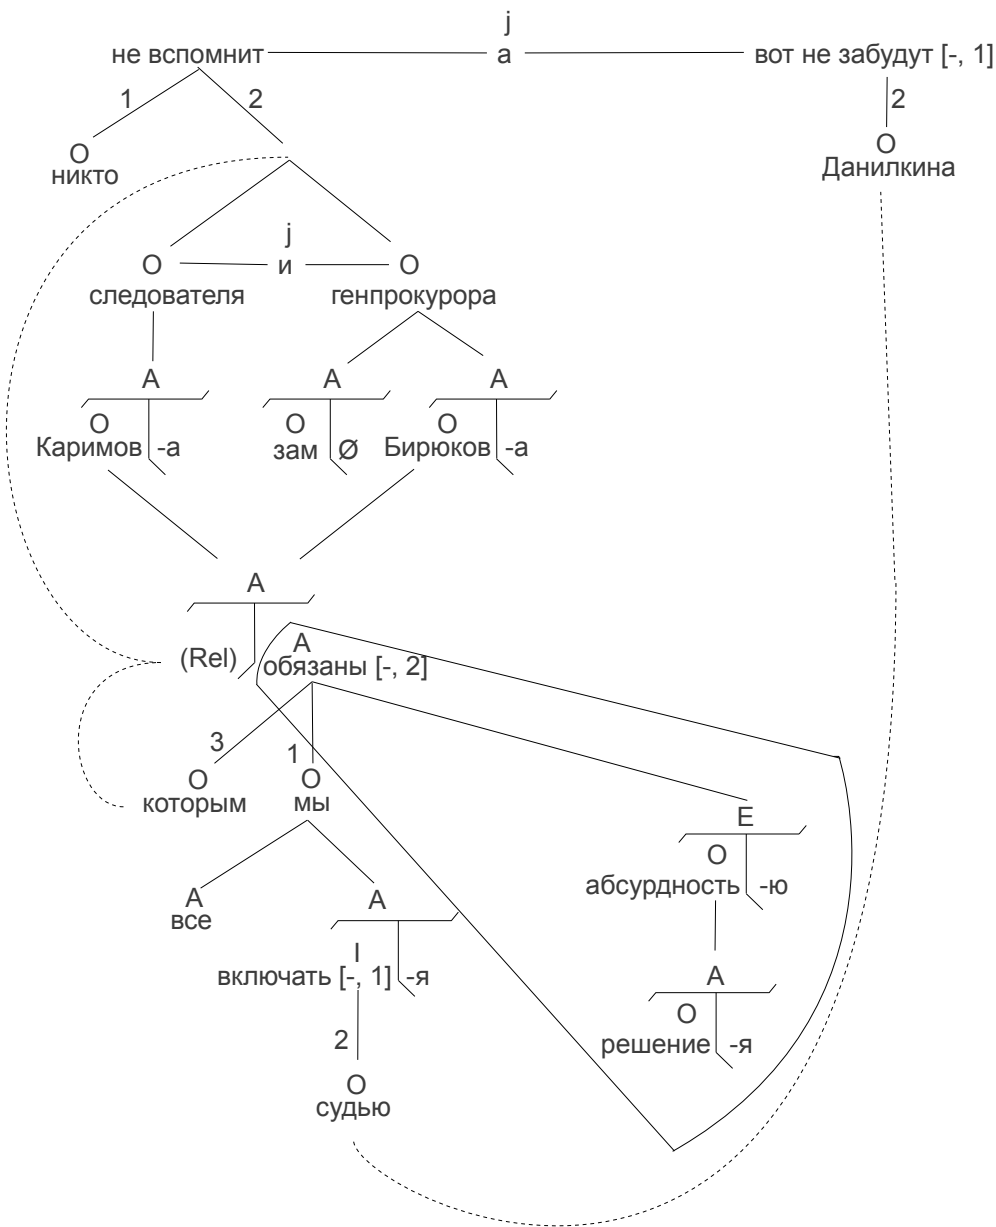 j
не вспомнит а вот не забудут [-, 1]
1 2 2
О О
никто Данилкина
j
О и О
следователя генпрокурора
А А А
О О О
Каримов -а зам Ø Бирюков -а
А
(Rel) А
обязаны [-, 2]
3 1
О О
которым мы
Е
О
абсурдность -ю
А А
все
I
включать [-, 1] -я
А
О
решение -я
2
О
судью